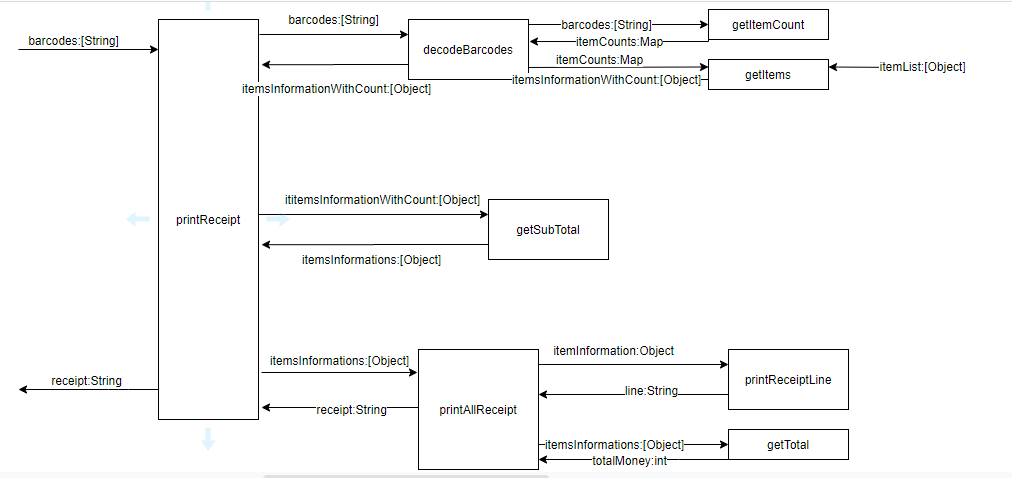 barcodes:[String]
barcodes:[String]
decodeBarcodes
barcodes:[String]
getItemCount
itemCounts:Map
itemCounts:Map
getItems
itemList:[Object]
itemsInformationWithCount:[Object]
itemsInformationWithCount:[Object]
printReceipt
ititemsInformationWithCount:[Object]
getSubTotal
itemsInformations:[Object]
itemsInformations:[Object]
itemInformation:Object
printReceiptLine
line:String
receipt:String
receipt:String
printAllReceipt
itemsInformations:[Object]
getTotal
totalMoney:int